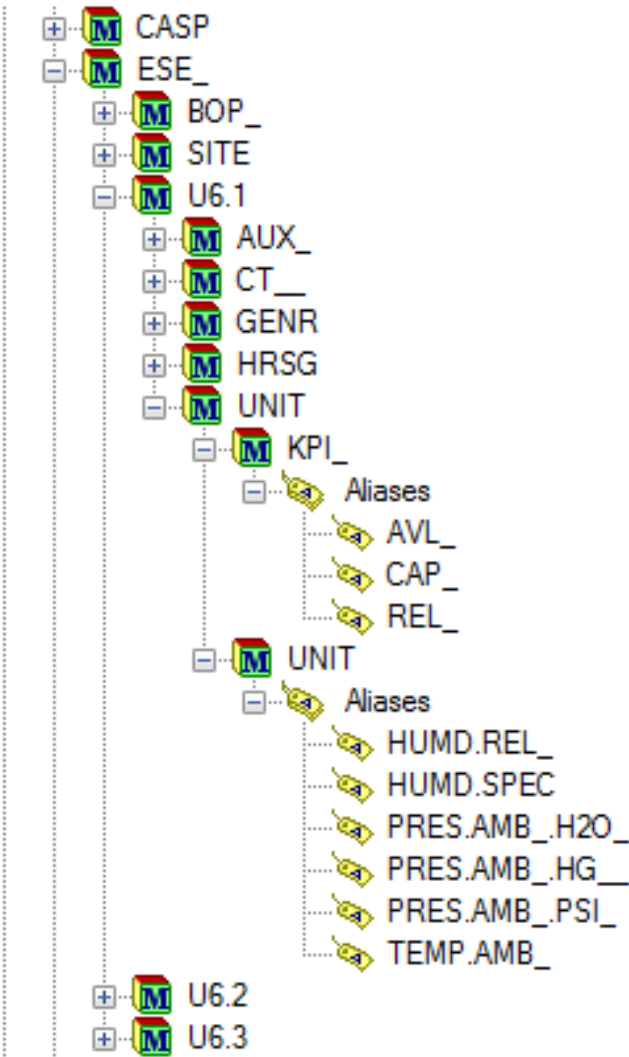 CASP
ESE_
BOP_
SITE
U6.1
AUX_
CT__
GENR
HRSG
UNIT
KPI_
Aliases
AVL_
CAP_
REL_
UNIT
Aliases
HUMD.REL_
HUMD.SPEC
PRES.AMB_.H2O_
PRES.AMB_.HG__
PRES.AMB_.PSI_
TEMP.AMB_
U6.2
U6.3